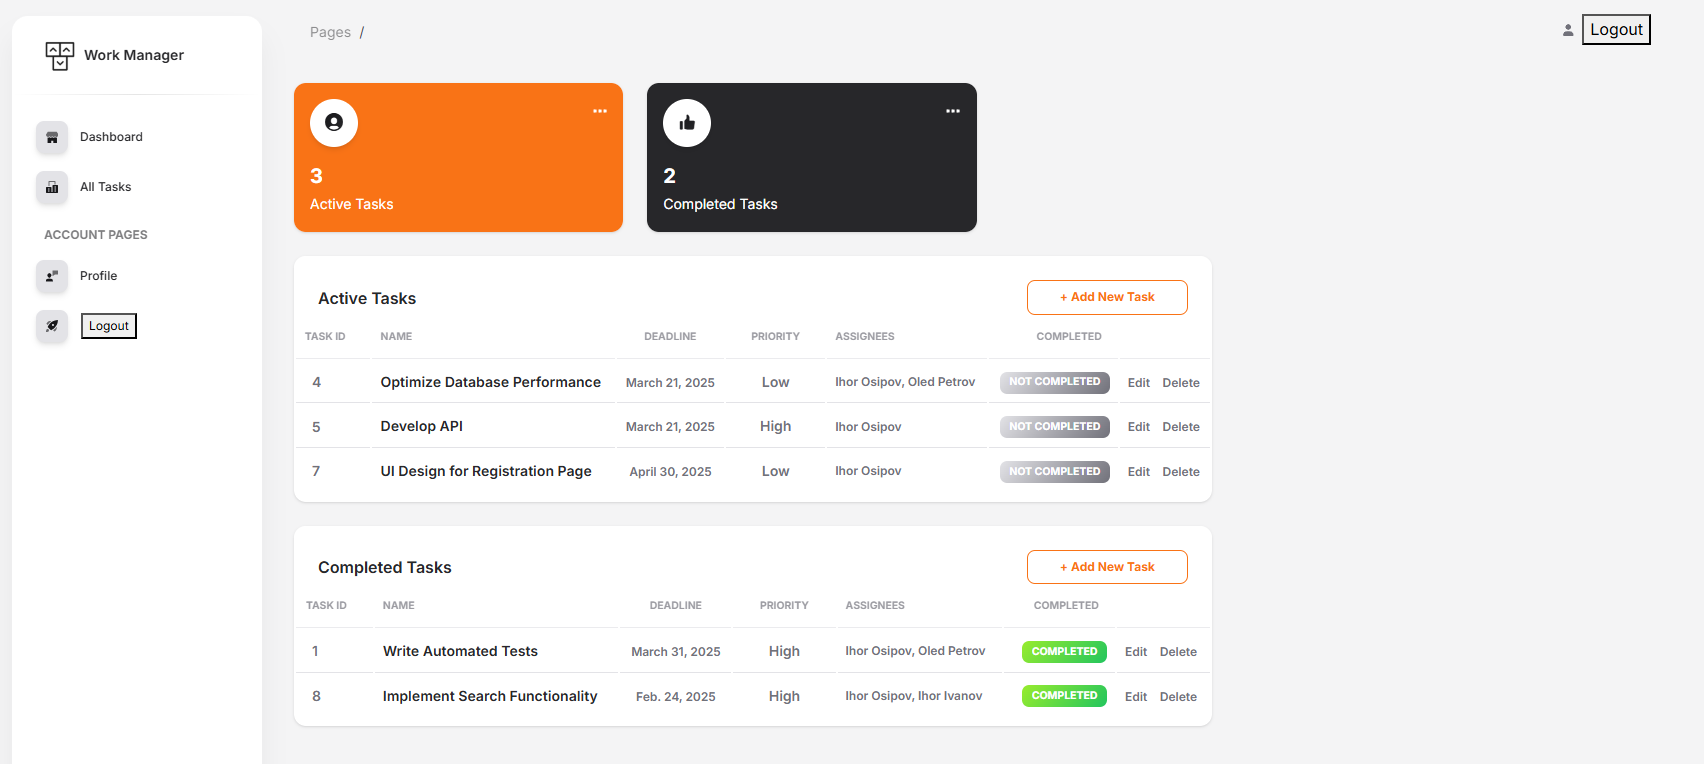 Work Manager
Dashboard
All Tasks
ACCOUNT PAGES
Profile
Logout
Pages /
Logout
3
Active Tasks
2
Completed Tasks
Active Tasks
+ Add New Task
TASK ID NAME DEADLINE PRIORITY ASSIGNEES COMPLETED
4 Optimize Database Performance March 21, 2025 Low Ihor Osipov, Oled Petrov NOT COMPLETED Edit Delete
5 Develop API March 21, 2025 High Ihor Osipov NOT COMPLETED Edit Delete
7 UI Design for Registration Page April 30, 2025 Low Ihor Osipov NOT COMPLETED Edit Delete
Completed Tasks
+ Add New Task
TASK ID NAME DEADLINE PRIORITY ASSIGNEES COMPLETED
1 Write Automated Tests March 31, 2025 High Ihor Osipov, Oled Petrov COMPLETED Edit Delete
8 Implement Search Functionality Feb. 24, 2025 High Ihor Osipov, Ihor Ivanov COMPLETED Edit Delete